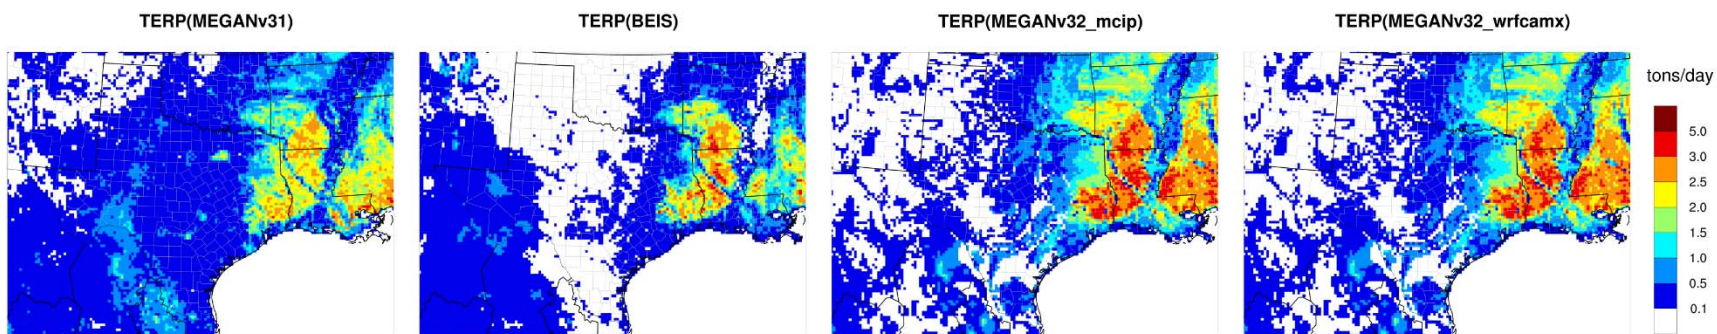 TERP(MEGANv31)
TERP(BEIS)
TERP(MEGANv32_mcip)
TERP(MEGANv32_wrfcamx)
tons/day
5.0
3.0
2.5
2.0
1.5
1.0
0.5
0.1